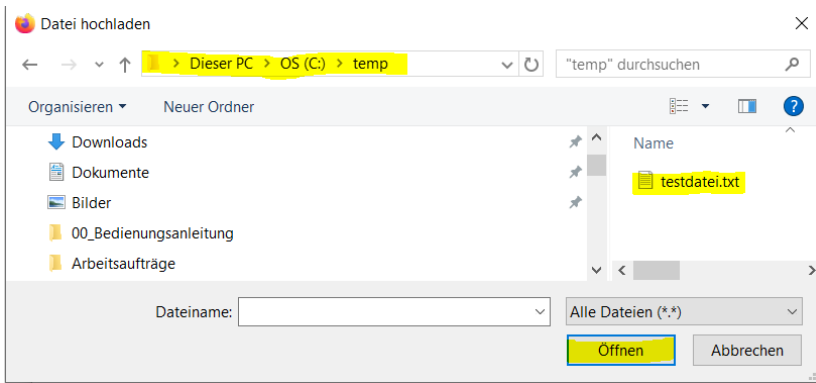 Datei hochladen
Dieser PC > OS (C:) > temp
"temp" durchsuchen
Organisieren
Neuer Ordner
?
Downloads
Dokumente
Bilder
00_Bedienungsanleitung
Arbeitsaufträge
Name
testdatei.txt
Dateiname:
Alle Dateien (*.*)
Öffnen
Abbrechen